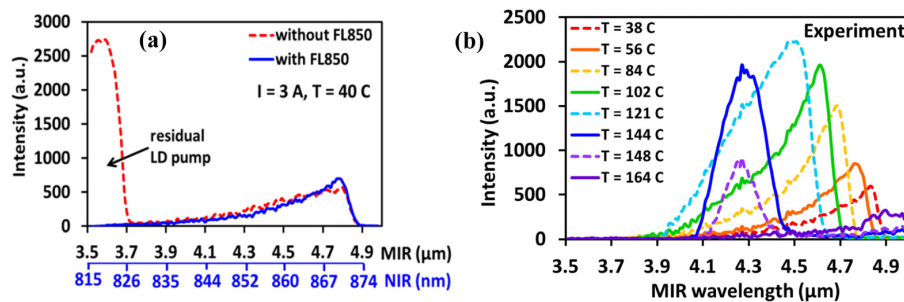 (a)
without FL850
with FL850
I = 3 A, T = 40 C
residual
LD pump
Intensity (a.u.)
3000
2500
2000
1500
1000
500
0
3.5 3.7 3.9 4.1 4.3 4.5 4.7 4.9 MIR (µm)
815 826 835 844 852 860 867 874 NIR (nm)
(b)
Experiment
T = 38 C
T = 56 C
T = 84 C
T = 102 C
T = 121 C
T = 144 C
T = 148 C
T = 164 C
Intensity (a.u.)
2500
2000
1500
1000
500
0
3.5 3.7 3.9 4.1 4.3 4.5 4.7 4.9
MIR wavelength (µm)